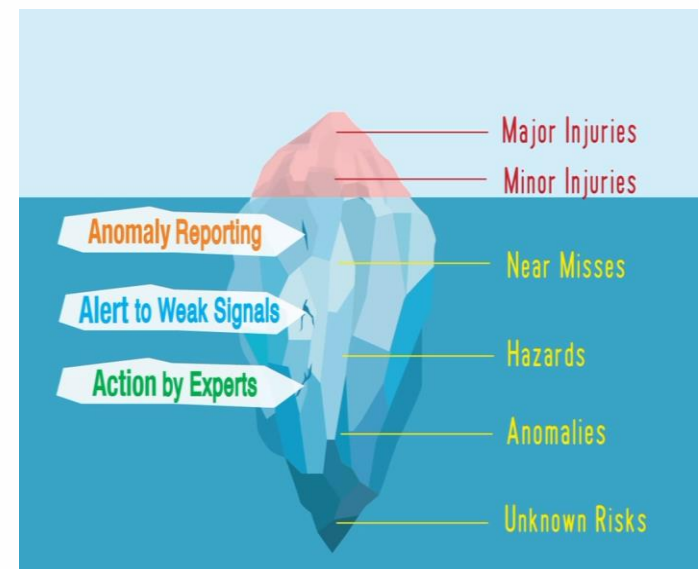 Major Injuries
Minor Injuries
Anomaly Reporting
Near Misses
Alert to Weak Signals
Hazards
Action by Experts
Anomalies
Unknown Risks